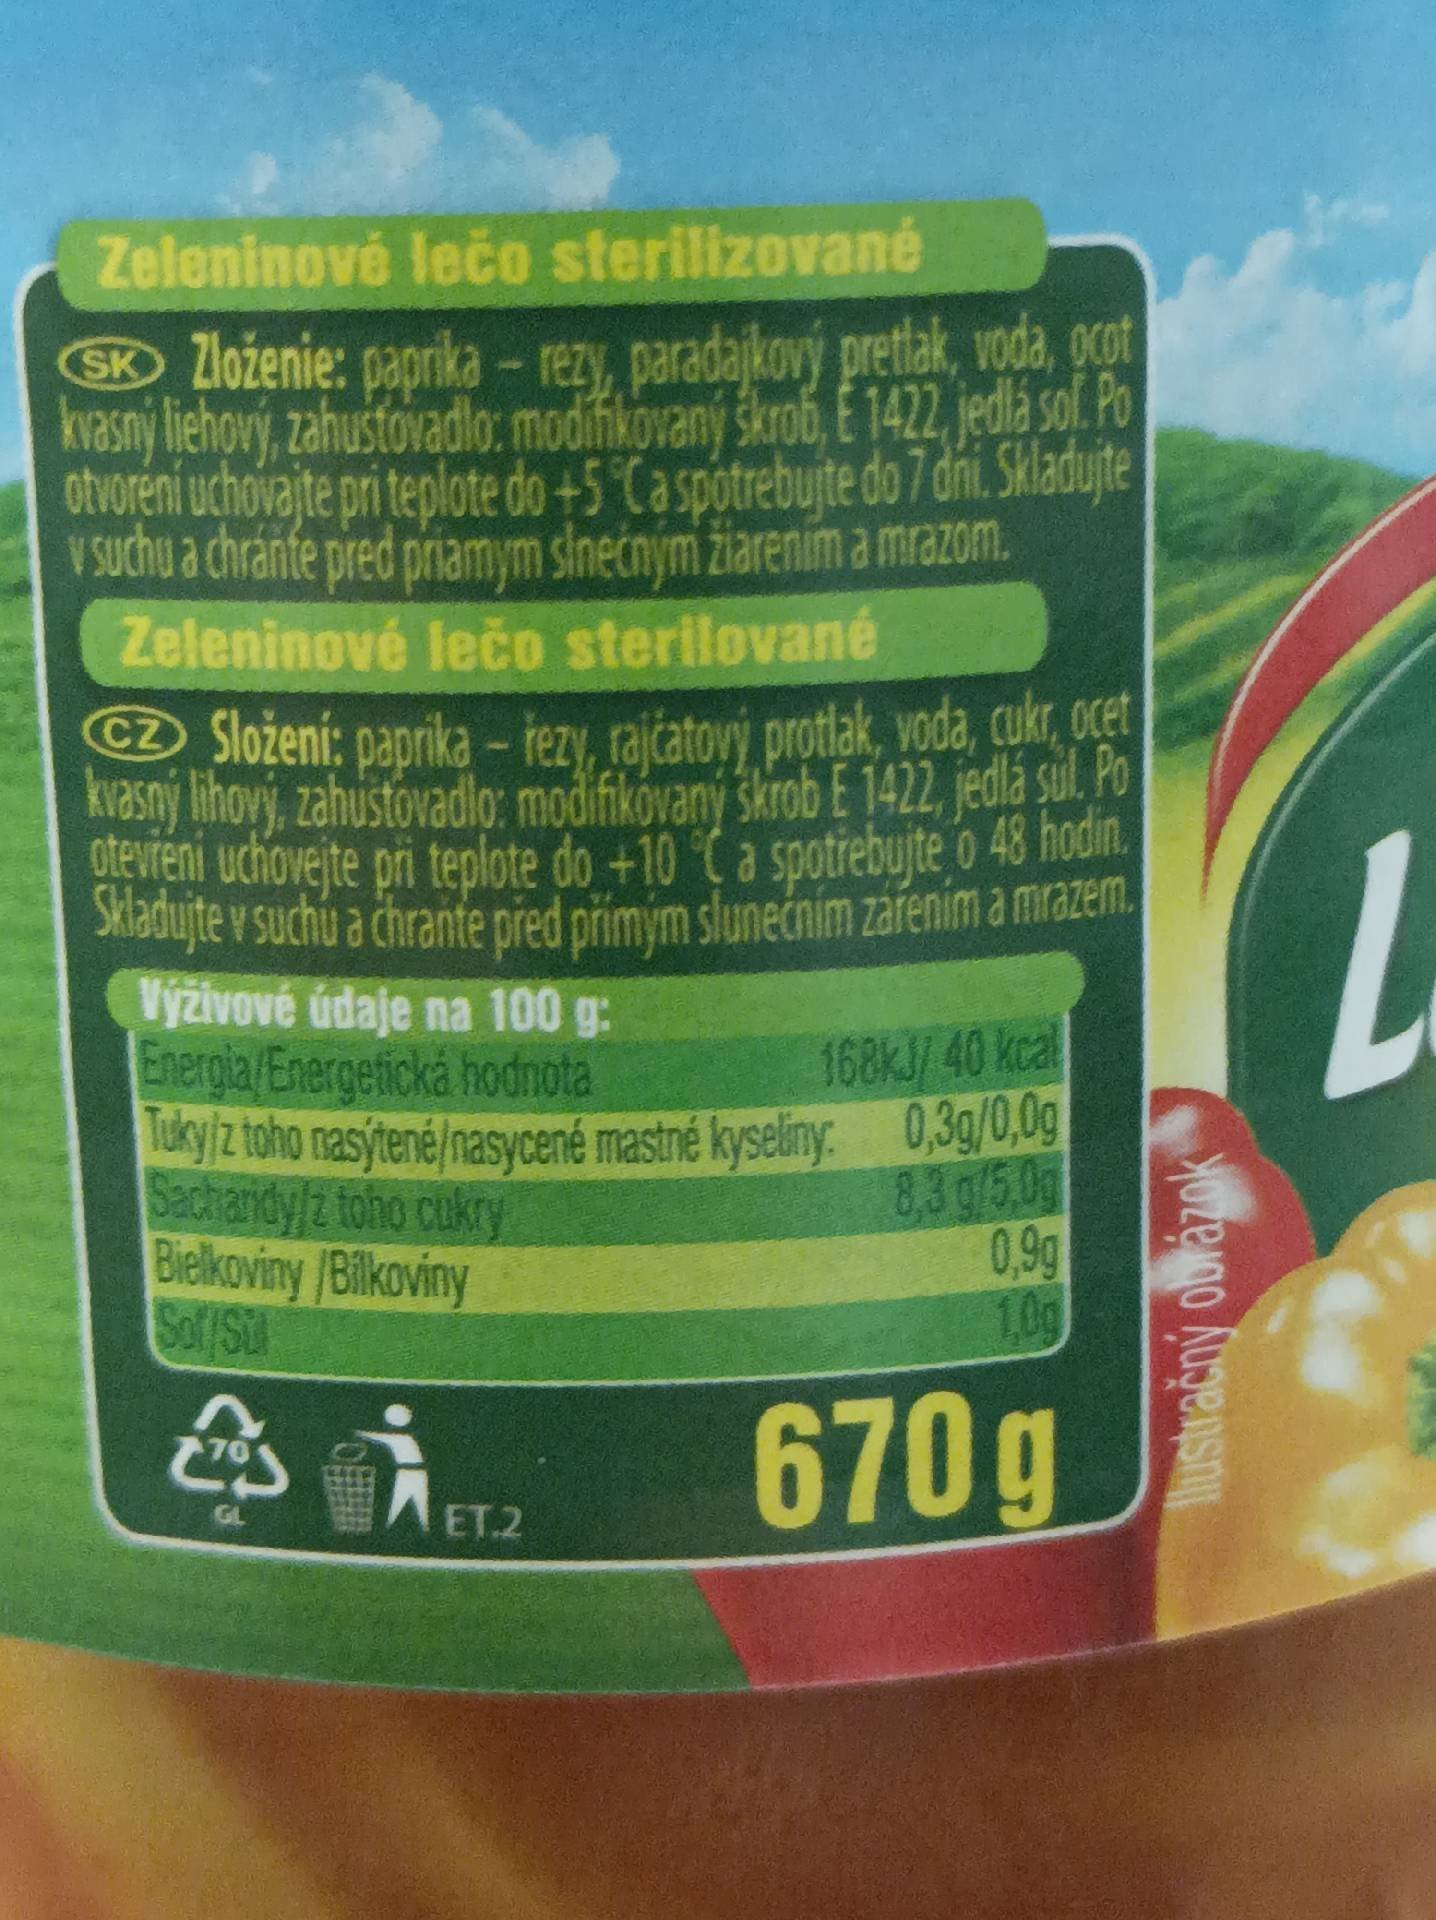 Zeleninové lečo sterilizované
SK Zloženie: paprika – rezy, paradajkový pretlak, voda, ocot
kvasný liehový, zahusťovadlo: modifikovaný škrob, E 1422, jedlá soľ. Po
otvorení uchovajte pri teplote do +5 °C a spotrebujte do 7 dní. Skladujte
v suchu a chráňte pred priamym slnečným žiarením a mrazom.
Zeleninové lečo sterilované
CZ Složení: paprika – řezy, rajčatový protlak, voda, cukr, ocet
kvasný lihový, zahusťovadlo: modifikovaný škrob E 1422, jedlá sůl. Po
otevření uchovejte při teplote do +10 °C a spotřebujte o 48 hodin.
Skladujte v suchu a chraňte před přímým slunečním zářením a mrazem.
Výživové údaje na 100 g:
Energia/Energetická hodnota 168kJ/ 40 kcal
Tuky/z toho nasýtené/nasycené mastné kyseliny: 0,3g/0,0g
Sacharidy/z toho cukry 8,3 g/5,0g
Bielkoviny /Bílkoviny 0,9g
Soľ/Sůl 1,0g
70
GL
ET.2
670 g
Ilustračný obrázok